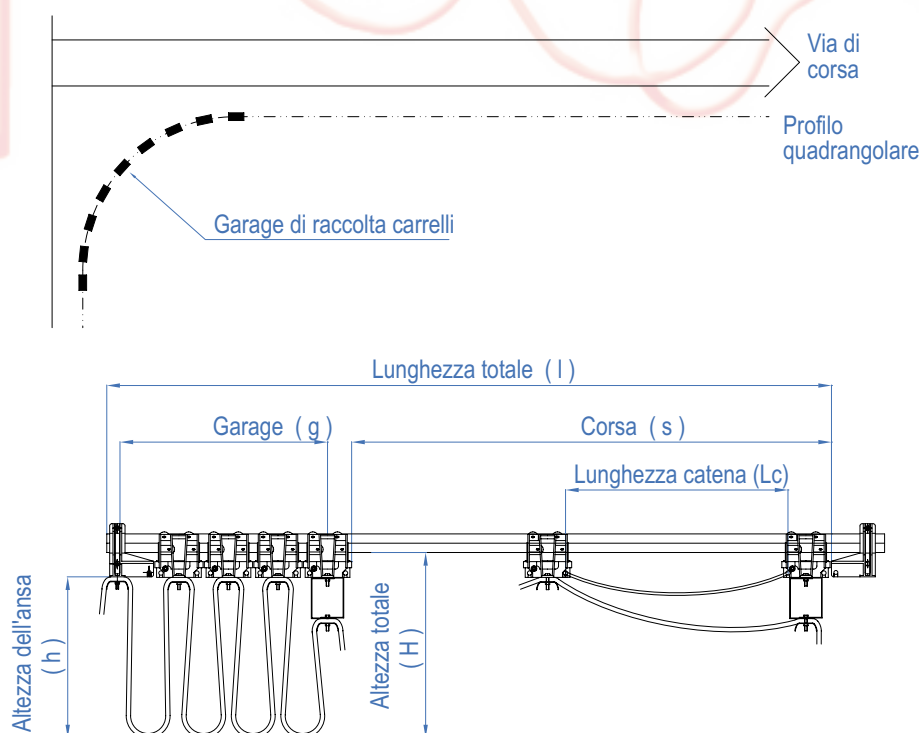 Via di
corsa
Profilo
quadrangolare
Garage di raccolta carrelli
Lunghezza totale ( l )
Garage ( g )
Corsa ( s )
Lunghezza catena (Lc)
Altezza dell'ansa
( h )
Altezza totale
( H )